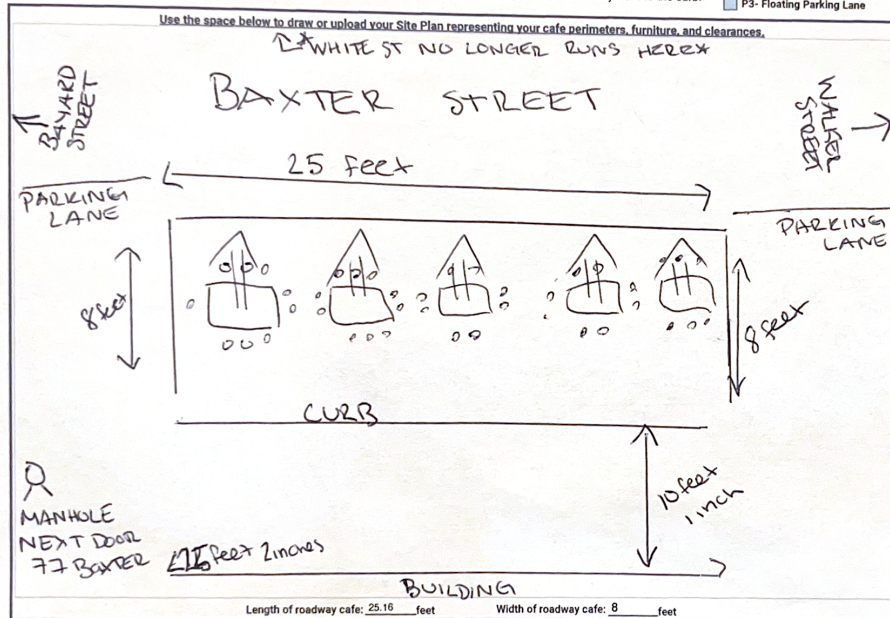 P3- Floating Parking Lane
Use the space below to draw or upload your Site Plan representing your cafe perimeters, furniture, and clearances.
*WHITE ST NO LONGER RUNS HERE*
BAYARD
STREET
BAXTER STREET
WALKER
STREET
25 feet
PARKING
LANE
PARKING
LANE
8 feet
8 feet
CURB
10 feet
1 inch
MANHOLE
NEXT DOOR
77 BAXTER
feet 2 inches
BUILDING
Length of roadway cafe: 25.16 feet
Width of roadway cafe: 8 feet